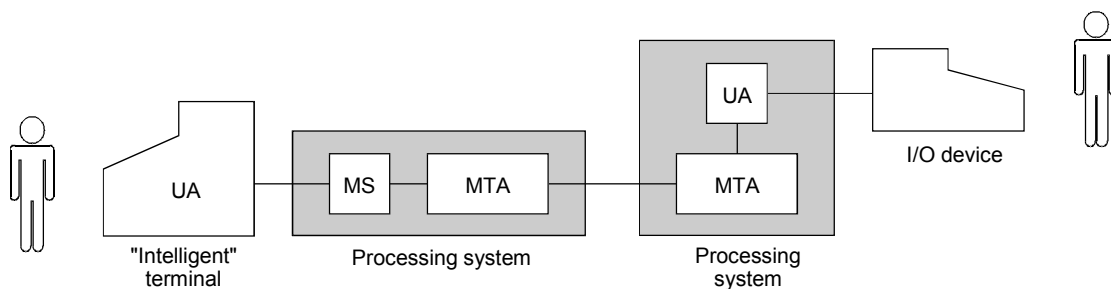 UA
"Intelligent"
terminal
MS
MTA
Processing system
UA
MTA
Processing
system
I/O device